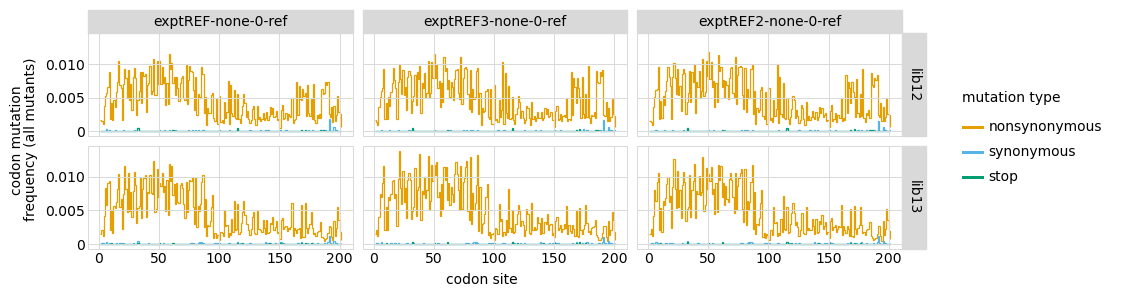 exptREF-none-0-ref exptREF3-none-0-ref exptREF2-none-0-ref
codon mutation
frequency (all mutants)
0.010
0.005
0
lib12
0.010
0.005
0
lib13
0 50 100 150 200 0 50 100 150 200 0 50 100 150 200
codon site
mutation type
nonsynonymous
synonymous
stop